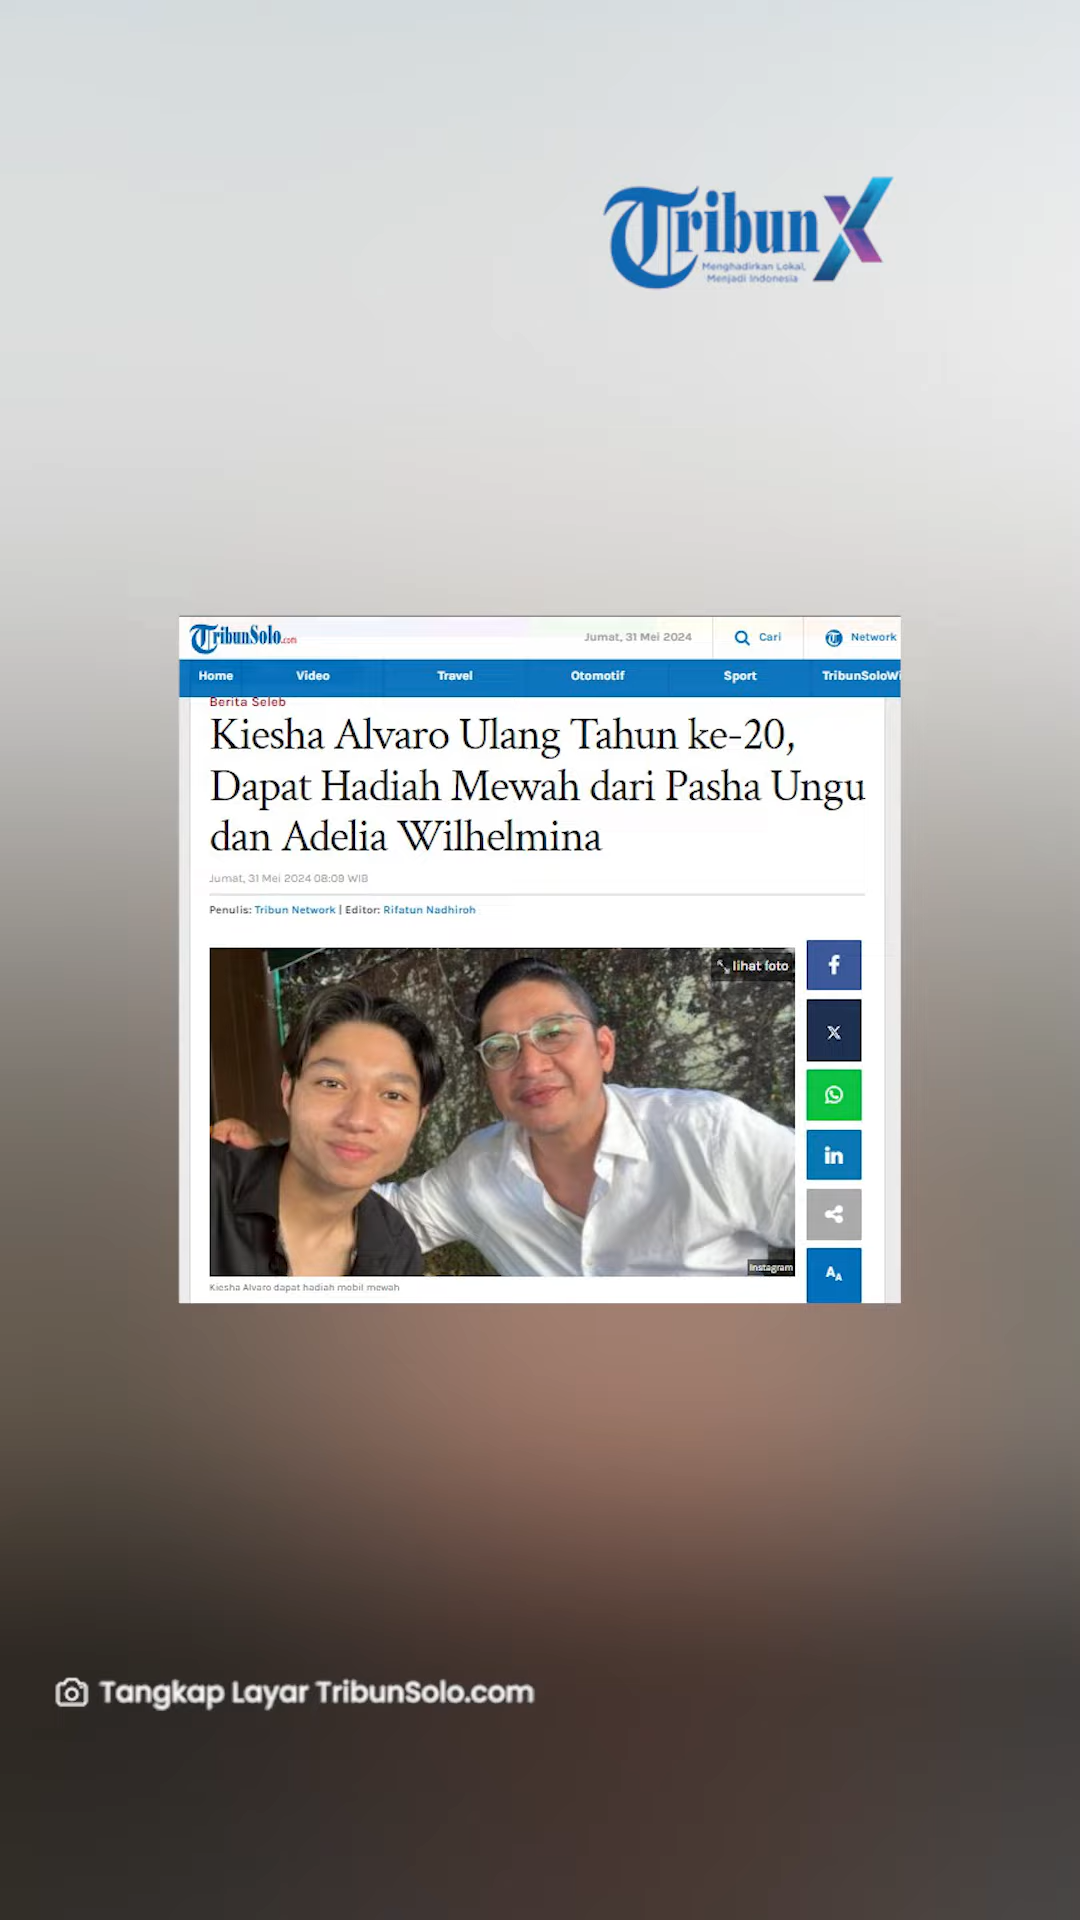 TribunX
Menghadirkan Lokal,
Menjadi Indonesia
TribunSolo.com
Jumat, 31 Mei 2024
Cari
Network
Home
Video
Travel
Otomotif
Sport
TribunSoloWi
Berita Seleb
Kiesha Alvaro Ulang Tahun ke-20,
Dapat Hadiah Mewah dari Pasha Ungu
dan Adelia Wilhelmina
Jumat, 31 Mei 2024 08:09 WIB
Penulis: Tribun Network | Editor: Rifatun Nadhiroh
lihat foto
Instagram
Kiesha Alvaro dapat hadiah mobil mewah
AA
Tangkap Layar TribunSolo.com